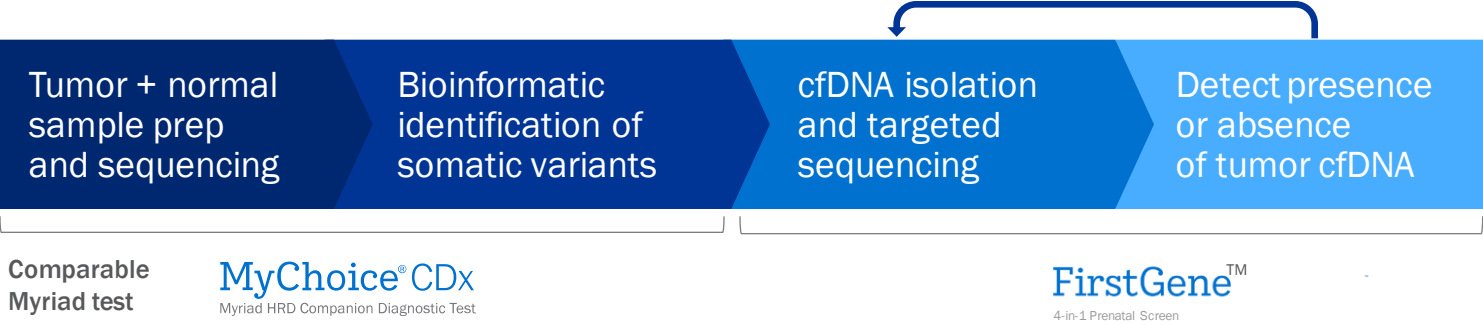 Tumor + normal
sample prep
and sequencing
Bioinformatic
identification of
somatic variants
cfDNA isolation
and targeted
sequencing
Detect presence
or absence
of tumor cfDNA
Comparable
Myriad test
MyChoice® CDx
Myriad HRD Companion Diagnostic Test
FirstGene™
4-in-1 Prenatal Screen
-